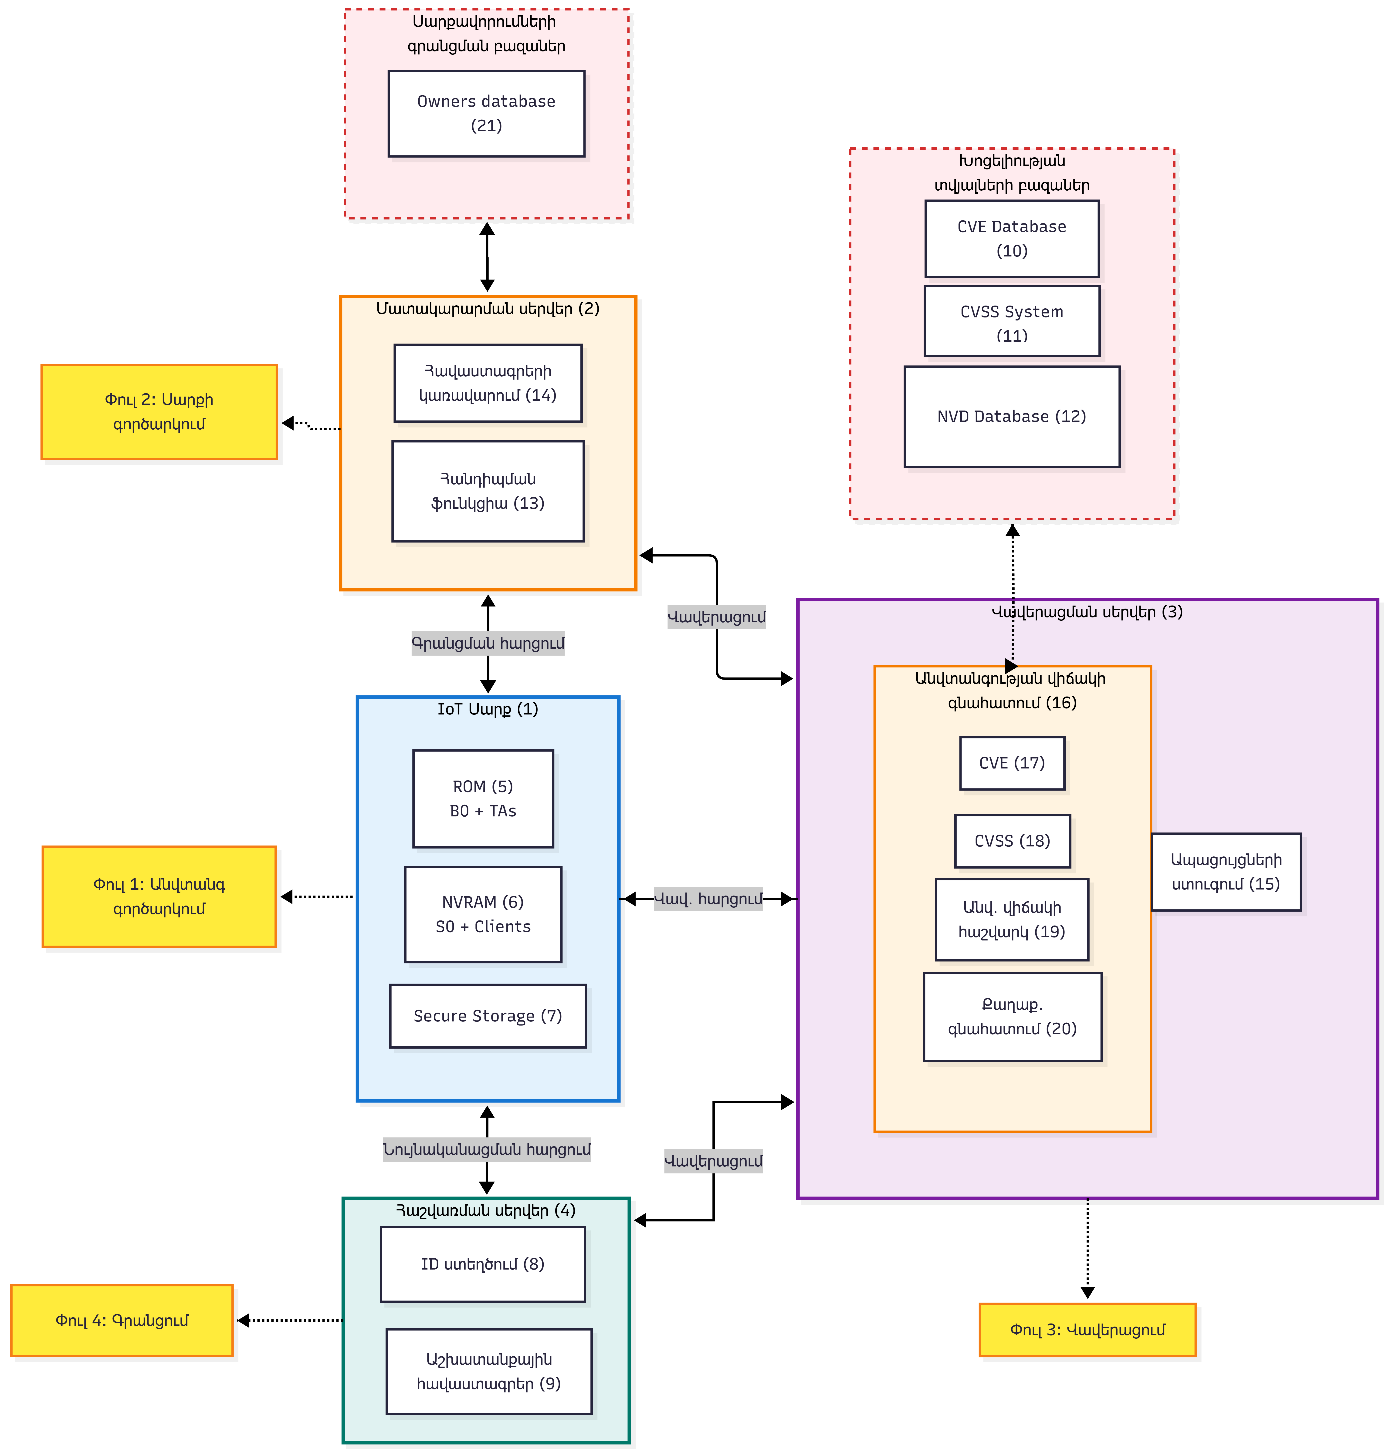 Սարքավորումների
գրանցման բազաներ
Owners database
(21)
Խոցելիության
տվյալների բազաներ
CVE Database
(10)
CVSS System
(11)
NVD Database (12)
Մատակարարման սերվեր (2)
Հավաստագրերի
կառավարում (14)
Հանդիպման
ֆունկցիա (13)
Փուլ 2: Սարքի
գործարկում
Վավերացում
Գրանցման հարցում
Վավերացման սերվեր (3)
Անվտանգության վիճակի
գնահատում (16)
CVE (17)
CVSS (18)
Անվ. վիճակի
հաշվարկ (19)
Քաղաք.
գնահատում (20)
Ապացույցների
ստուգում (15)
IoT Սարք (1)
ROM (5)
B0 + TAs
NVRAM (6)
S0 + Clients
Secure Storage (7)
Վավ. հարցում
Փուլ 1: Անվտանգ
գործարկում
Նույնականացման հարցում
Վավերացում
Հաշվառման սերվեր (4)
ID ստեղծում (8)
Աշխատանքային
հավաստագրեր (9)
Փուլ 4: Գրանցում
Փուլ 3: Վավերացում